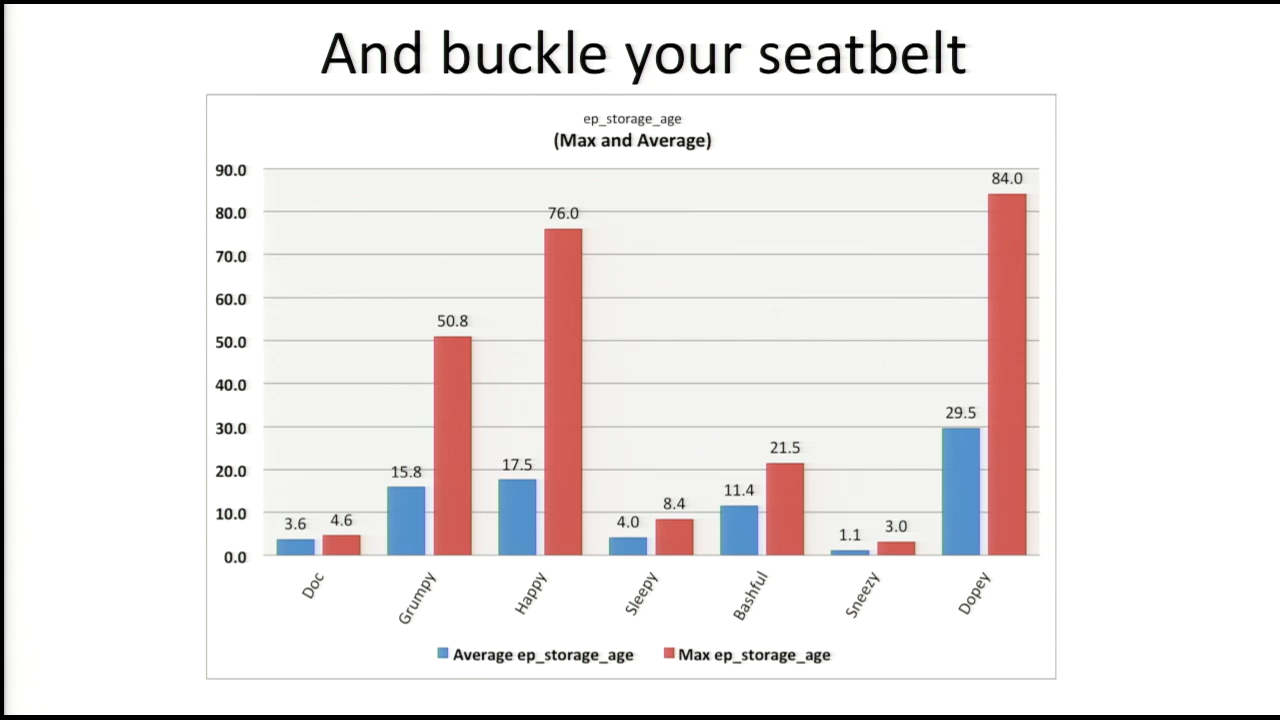 And buckle your seatbelt
ep_storage_age
(Max and Average)
90.0
80.0
70.0
60.0
50.0
40.0
30.0
20.0
10.0
0.0
3.6
4.6
15.8
50.8
17.5
76.0
4.0
8.4
11.4
21.5
1.1
3.0
29.5
84.0
Doc
Grumpy
Happy
Sleepy
Bashful
Sneezy
Dopey
Average ep_storage_age
Max ep_storage_age